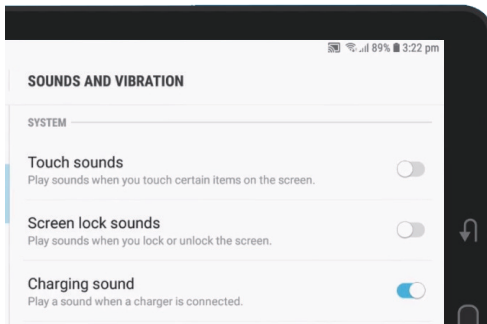 89% 3:22 pm
SOUNDS AND VIBRATION
SYSTEM
Touch sounds
Play sounds when you touch certain items on the screen.
Screen lock sounds
Play sounds when you lock or unlock the screen.
Charging sound
Play a sound when a charger is connected.